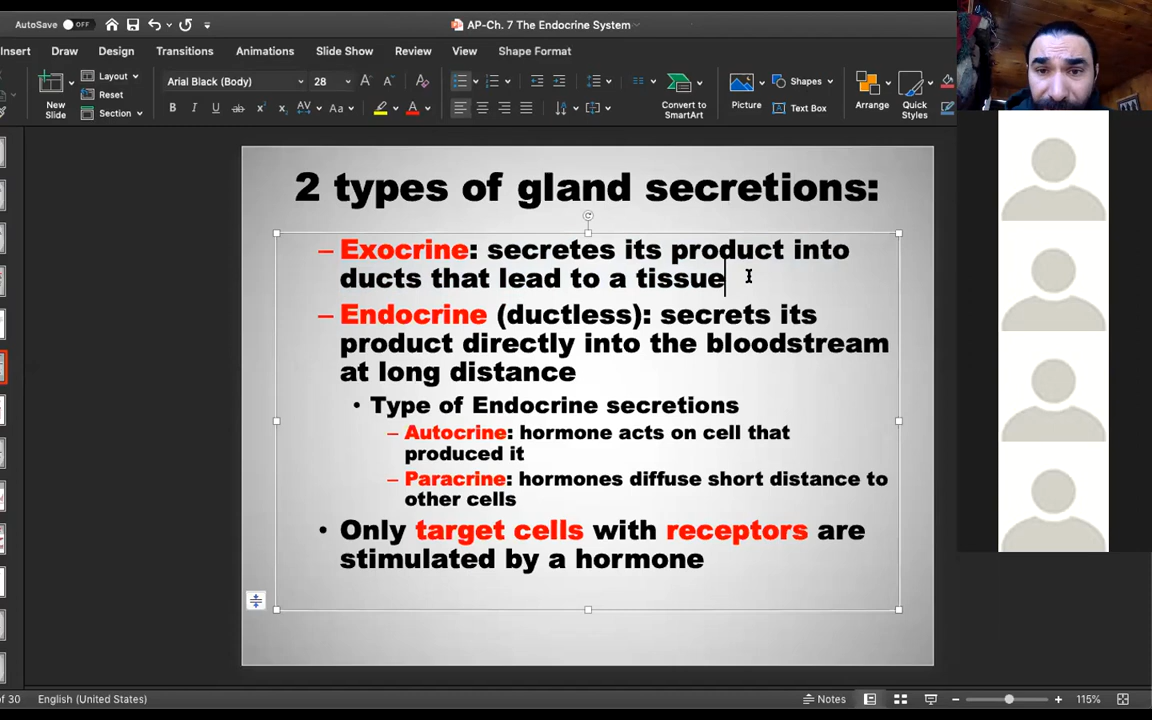 AutoSave OFF
AP-Ch. 7 The Endocrine System
Insert Draw Design Transitions Animations Slide Show Review View Shape Format
New Slide
Layout
Reset
Section
Arial Black (Body) 28
Convert to SmartArt
Picture
Shapes
Text Box
Arrange
Quick Styles
2 types of gland secretions:
– Exocrine: secretes its product into
ducts that lead to a tissue
– Endocrine (ductless): secrets its
product directly into the bloodstream
at long distance
• Type of Endocrine secretions
– Autocrine: hormone acts on cell that
produced it
– Paracrine: hormones diffuse short distance to
other cells
• Only target cells with receptors are
stimulated by a hormone
of 30 English (United States) Notes 115%